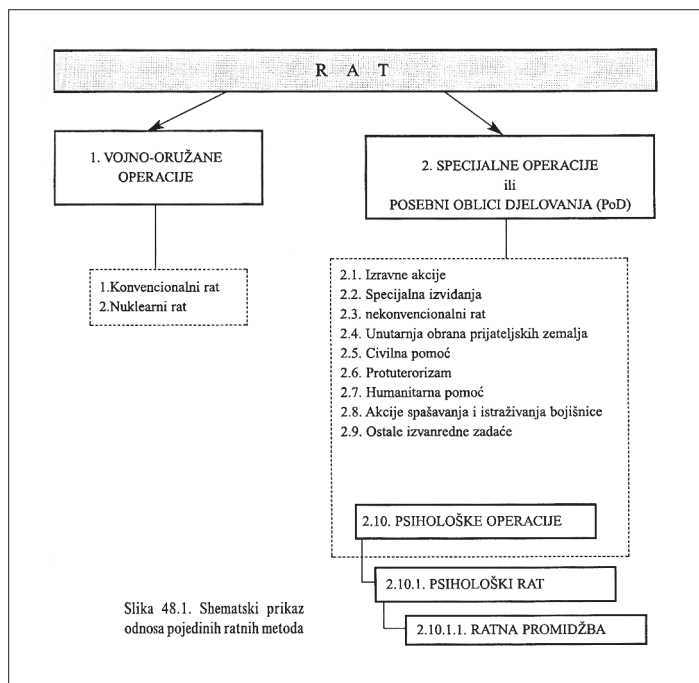 R A T
1. VOJNO-ORUŽANE
OPERACIJE
2. SPECIJALNE OPERACIJE
ili
POSEBNI OBLICI DJELOVANJA (PoD)
1.Konvencionalni rat
2.Nuklearni rat
2.1. Izravne akcije
2.2. Specijalna izviđanja
2.3. nekonvencionalni rat
2.4. Unutarnja obrana prijateljskih zemalja
2.5. Civilna pomoć
2.6. Protuterorizam
2.7. Humanitarna pomoć
2.8. Akcije spašavanja i istraživanja bojišnice
2.9. Ostale izvanredne zadaće
2.10. PSIHOLOŠKE OPERACIJE
2.10.1. PSIHOLOŠKI RAT
2.10.1.1. RATNA PROMIDŽBA
Slika 48.1. Shematski prikaz
odnosa pojedinih ratnih metoda